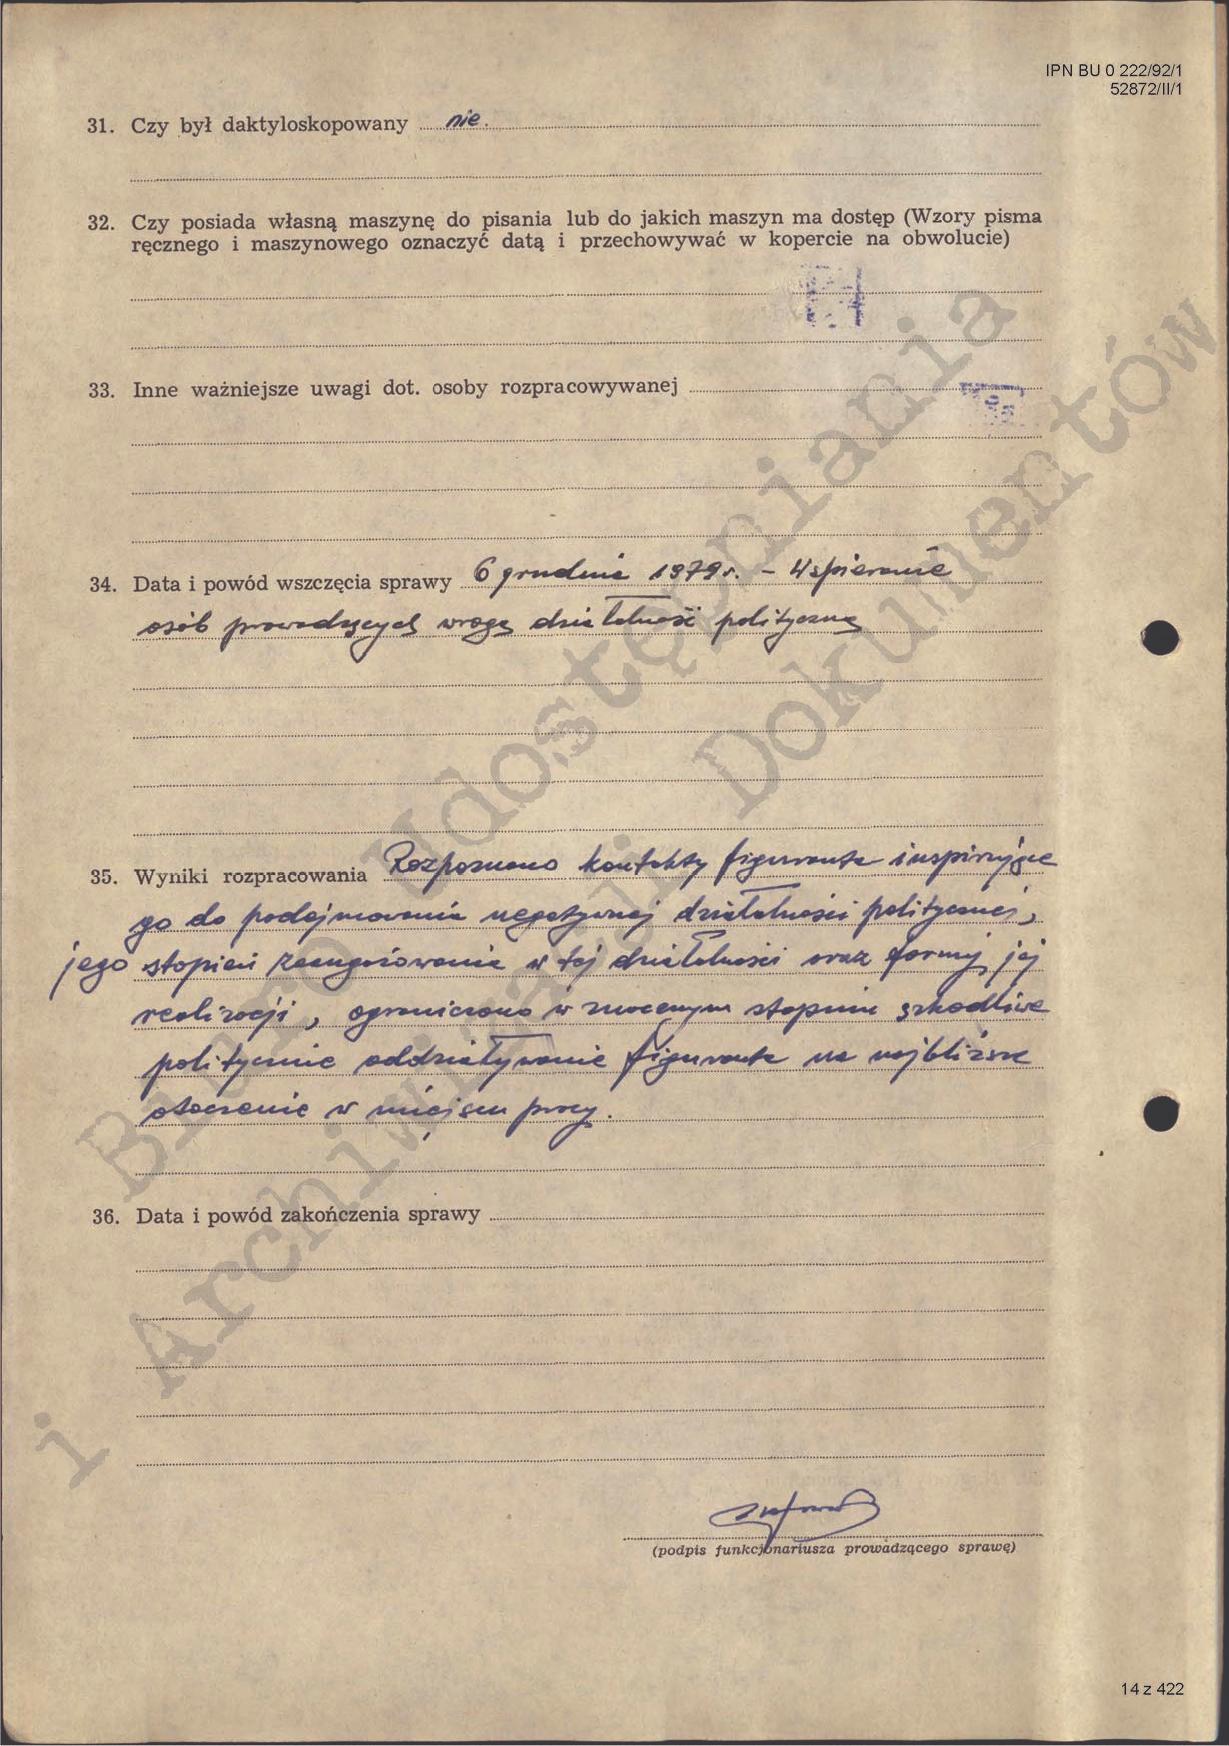 IPN BU 0 222/92/1
52872/II/1
31. Czy był daktyloskopowany nie.
32. Czy posiada własną maszynę do pisania lub do jakich maszyn ma dostęp (Wzory pisma
ręcznego i maszynowego oznaczyć datą i przechowywać w kopercie na obwolucie)
33. Inne ważniejsze uwagi dot. osoby rozpracowywanej
34. Data i powód wszczęcia sprawy 6 grudnia 1979 r. - Wspieranie
osób prowadzących wrogą działalność polityczną
35. Wyniki rozpracowania Rozpoznano kontakty figuranta inspirujące
go do podejmowania negatywnej działalności politycznej,
jego stopień zaangażowania w tej działalności oraz formy jej
realizacji, ograniczono w znacznym stopniu szkodliwe
politycznie oddziaływanie figuranta na najbliższe
otoczenie w miejscu pracy.
36. Data i powód zakończenia sprawy
(podpis funkcjonariusza prowadzącego sprawę)
Biuro Udostępniania
i Archiwizacji Dokumentów
14 z 422